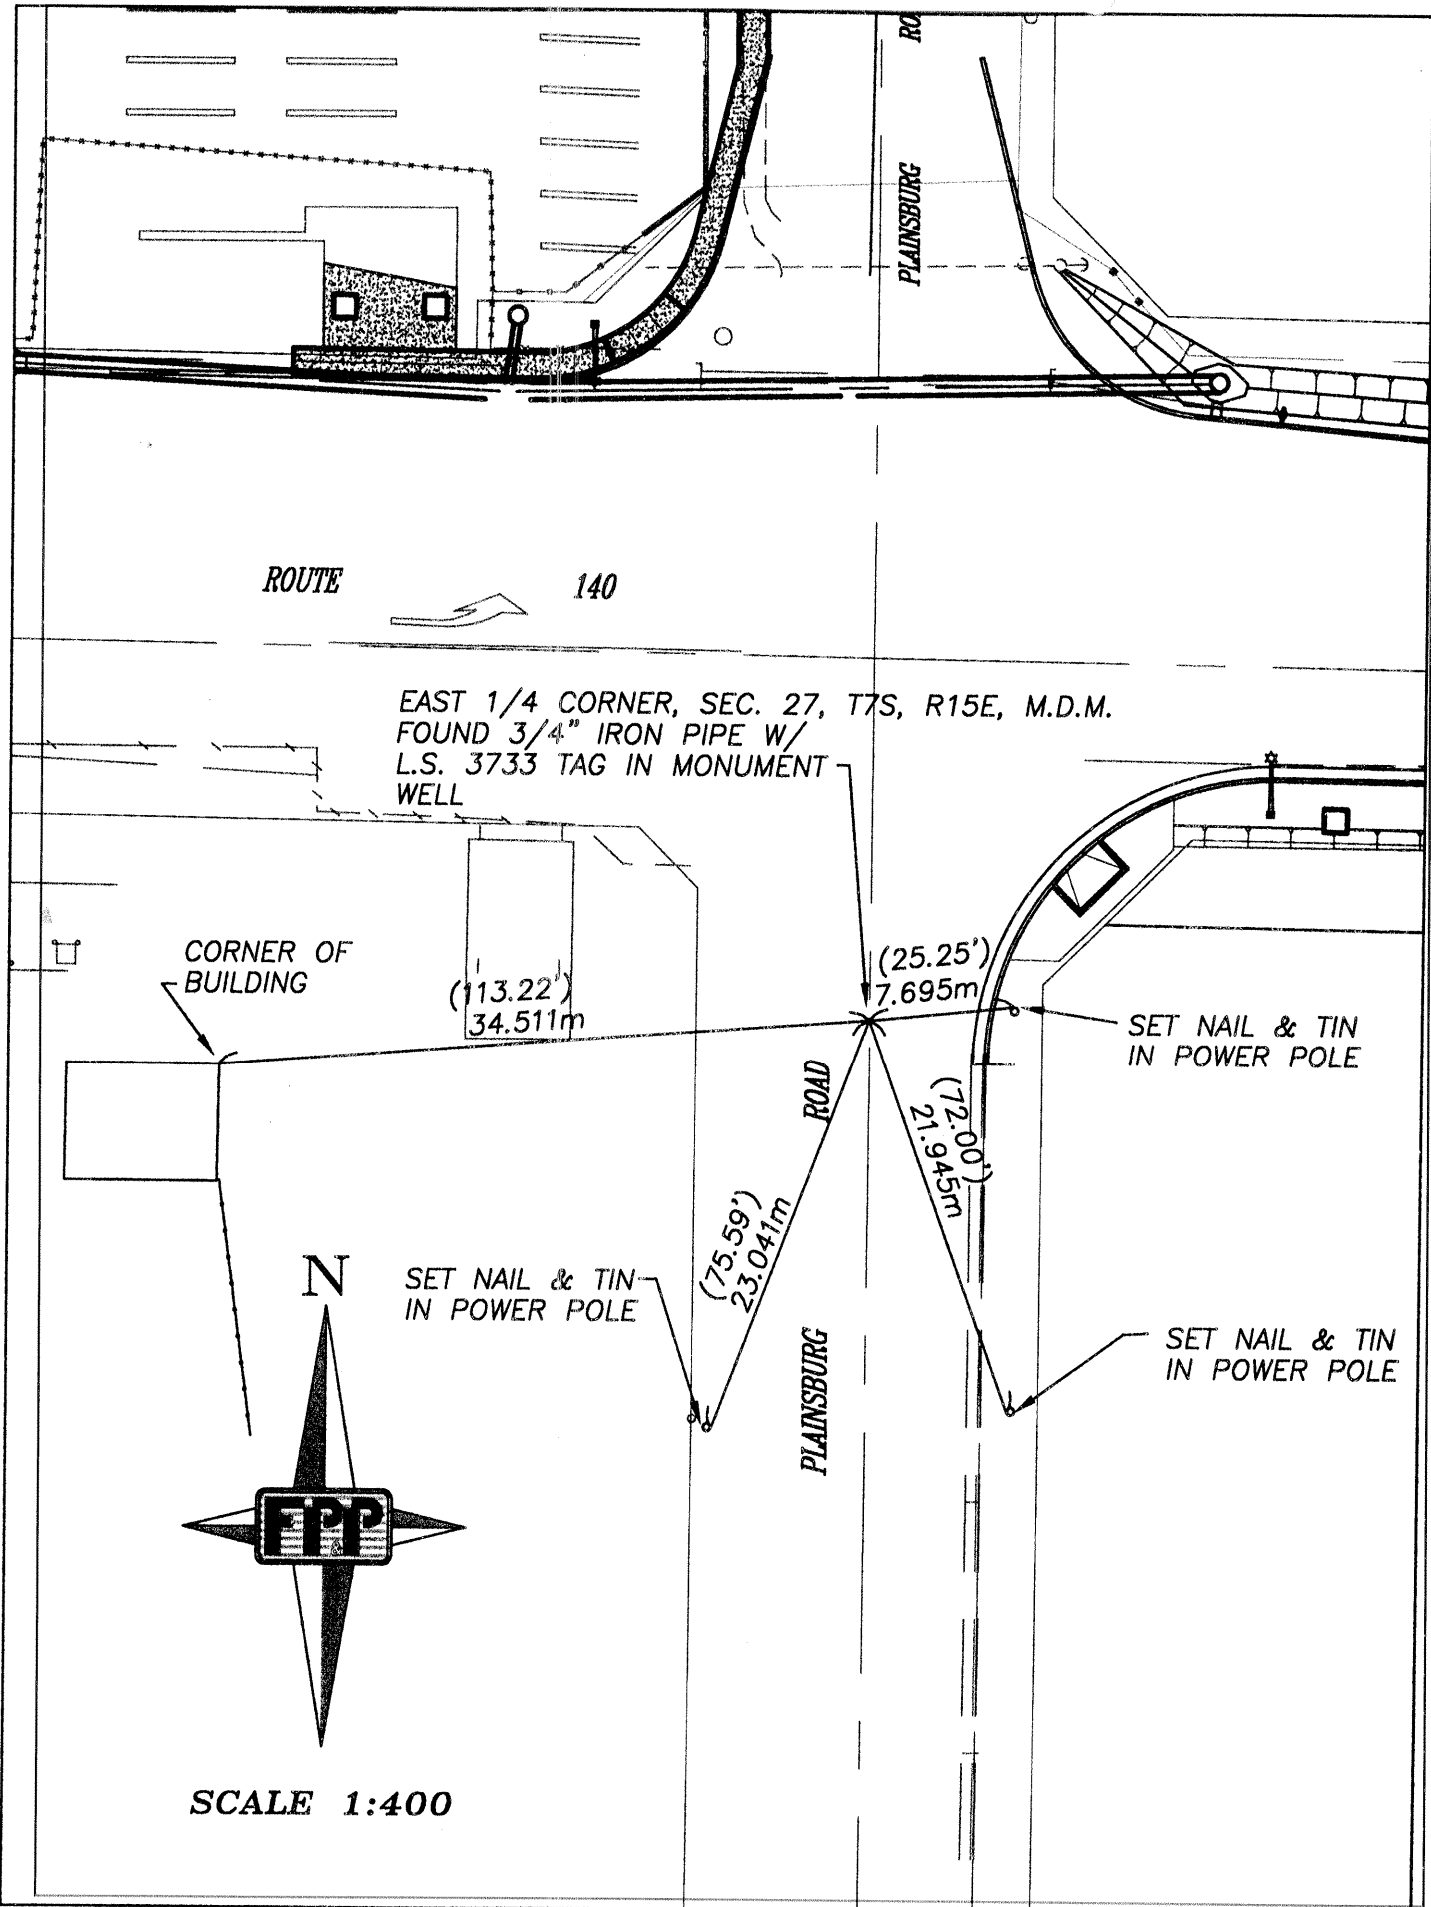 RO
PLAINSBURG
ROUTE 140
EAST 1/4 CORNER, SEC. 27, T7S, R15E, M.D.M.
FOUND 3/4" IRON PIPE W/
L.S. 3733 TAG IN MONUMENT
WELL
CORNER OF
BUILDING
(113.22')
34.511m
(25.25')
7.695m
SET NAIL & TIN
IN POWER POLE
ROAD
(72.00')
21.945m
(75.59')
23.041m
N
SET NAIL & TIN
IN POWER POLE
SET NAIL & TIN
IN POWER POLE
PLAINSBURG
FP&P
SCALE 1:400